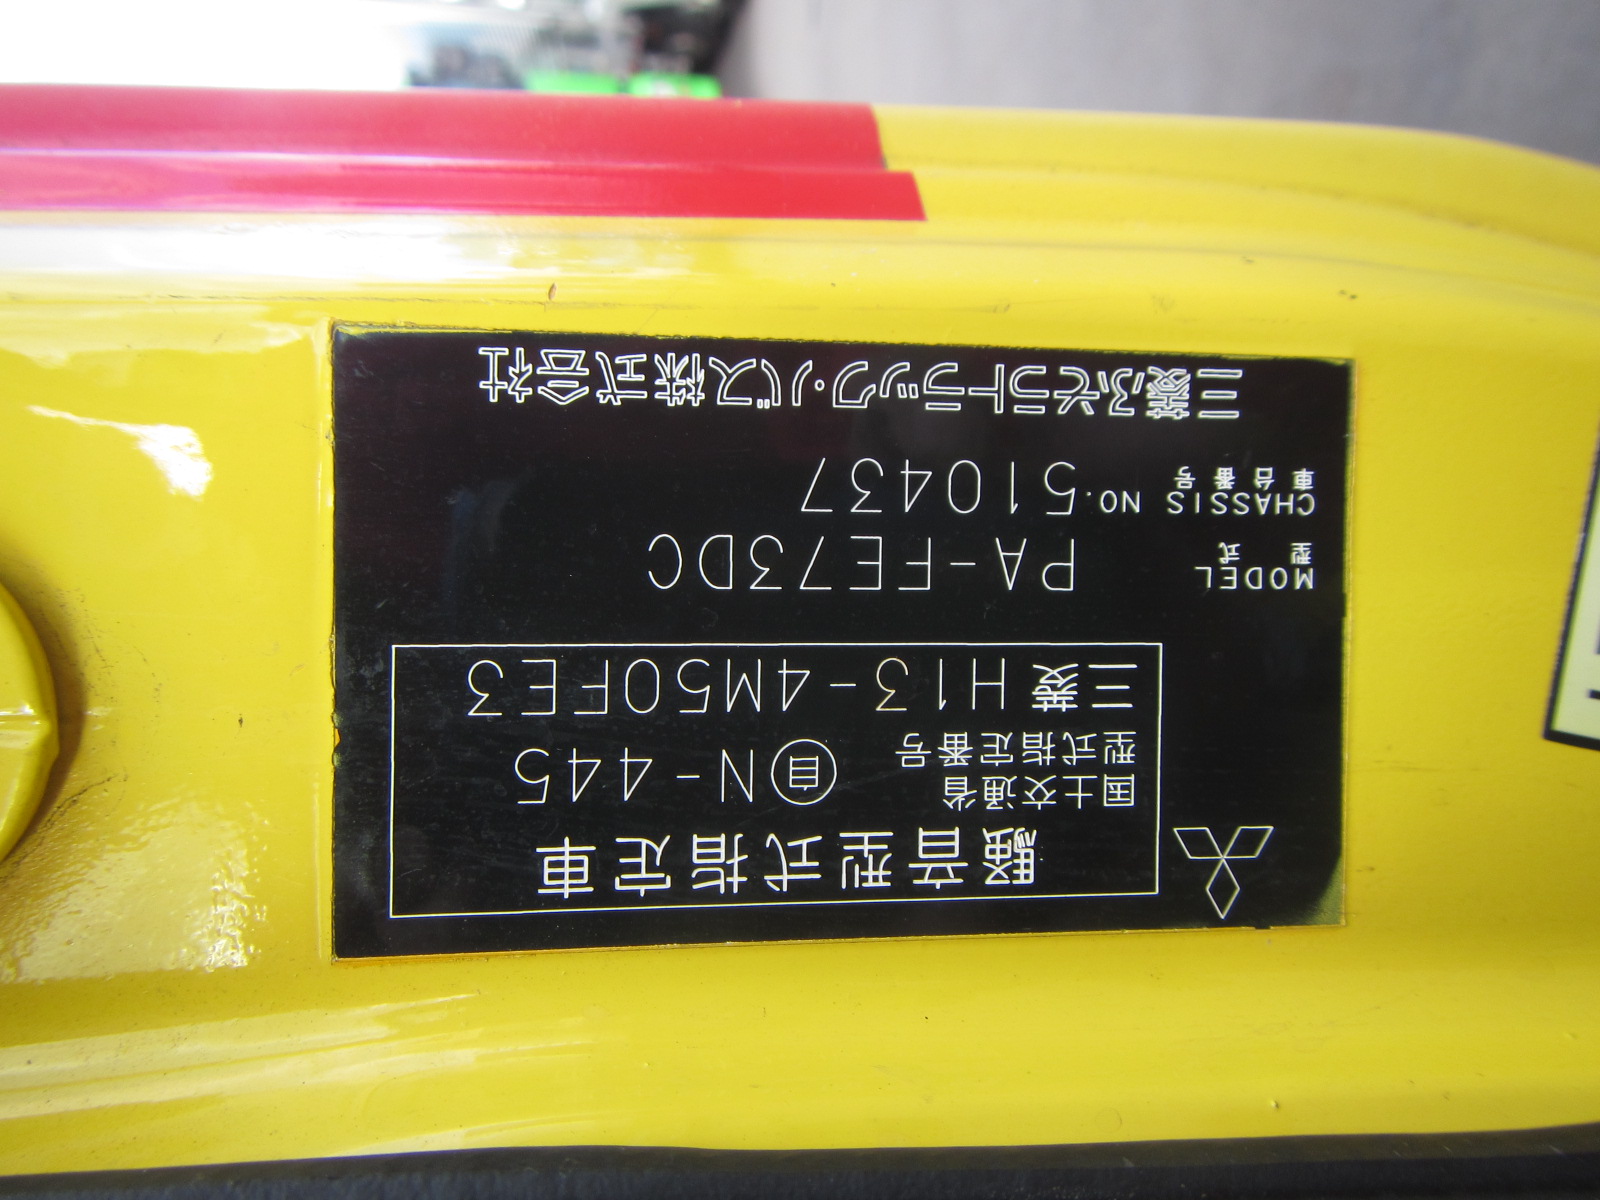 騒音型式指定車
国土交通省
型式指定番号 自N-445
三菱 H13-4M50FE3
MODEL
型式 PA-FE73DC
CHASSIS NO.
車台番号 510437
三菱ふそうトラック・バス株式会社